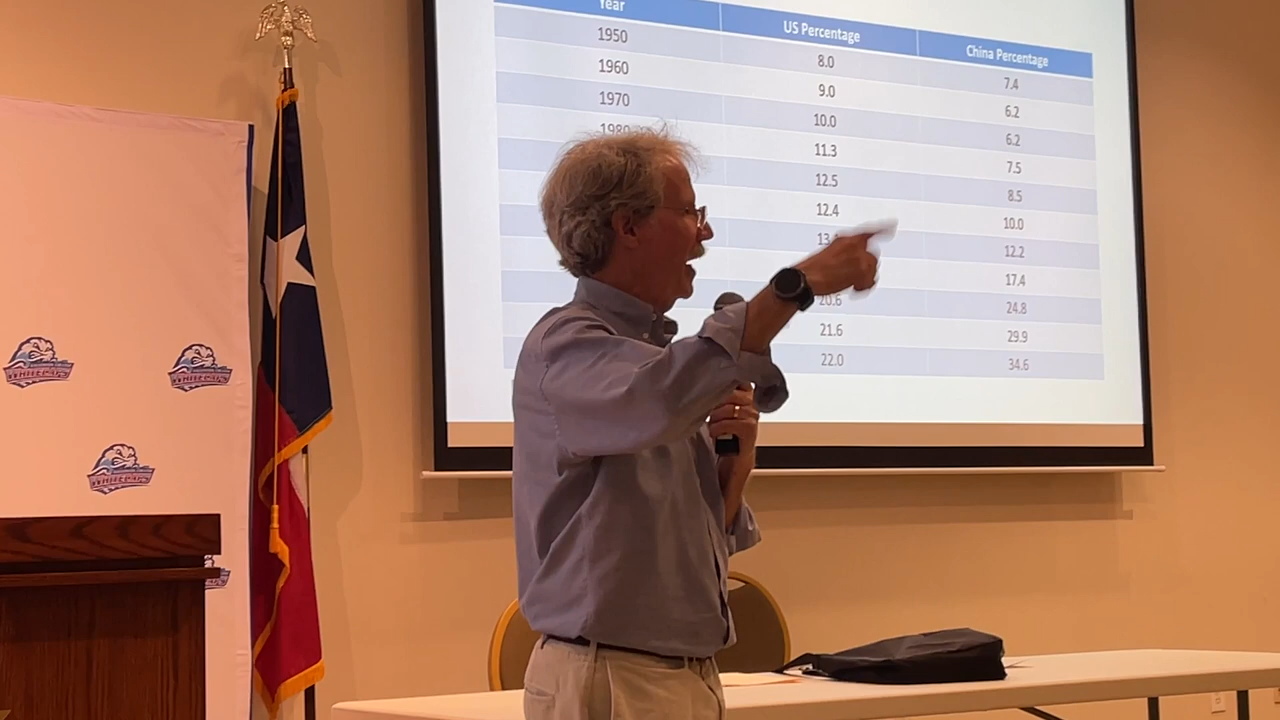 Year US Percentage China Percentage
1950 8.0 7.4
1960 9.0 6.2
1970 10.0 6.2
1980 11.3 7.5
12.5 8.5
12.4 10.0
12.2
17.4
20.6 24.8
21.6 29.9
22.0 34.6
WHITECAPS
WHITECAPS
WHITECAPS